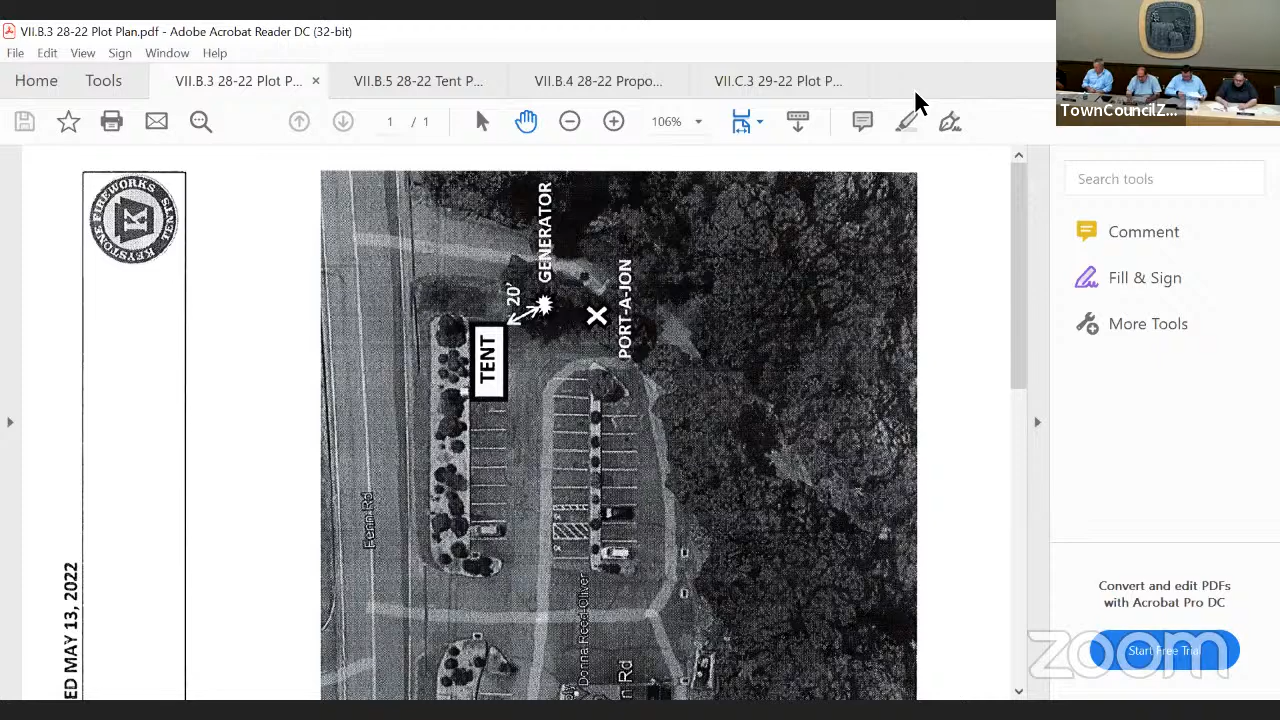 VII.B.3 28-22 Plot Plan.pdf - Adobe Acrobat Reader DC (32-bit)
File Edit View Sign Window Help
Home Tools VII.B.3 28-22 Plot P... × VII.B.5 28-22 Tent P... VII.B.4 28-22 Propo... VII.C.3 29-22 Plot P...
TownCouncilZ...
1 / 1 106%
Search tools
Comment
Fill & Sign
More Tools
Convert and edit PDFs
with Acrobat Pro DC
Start Free Trial
zoom
KEYSTONE FIREWORKS TENTS
K
GENERATOR
20'
PORT-A-JON
TENT
Fenn Rd
Donna Reed-Oliver
n Rd
ED MAY 13, 2022